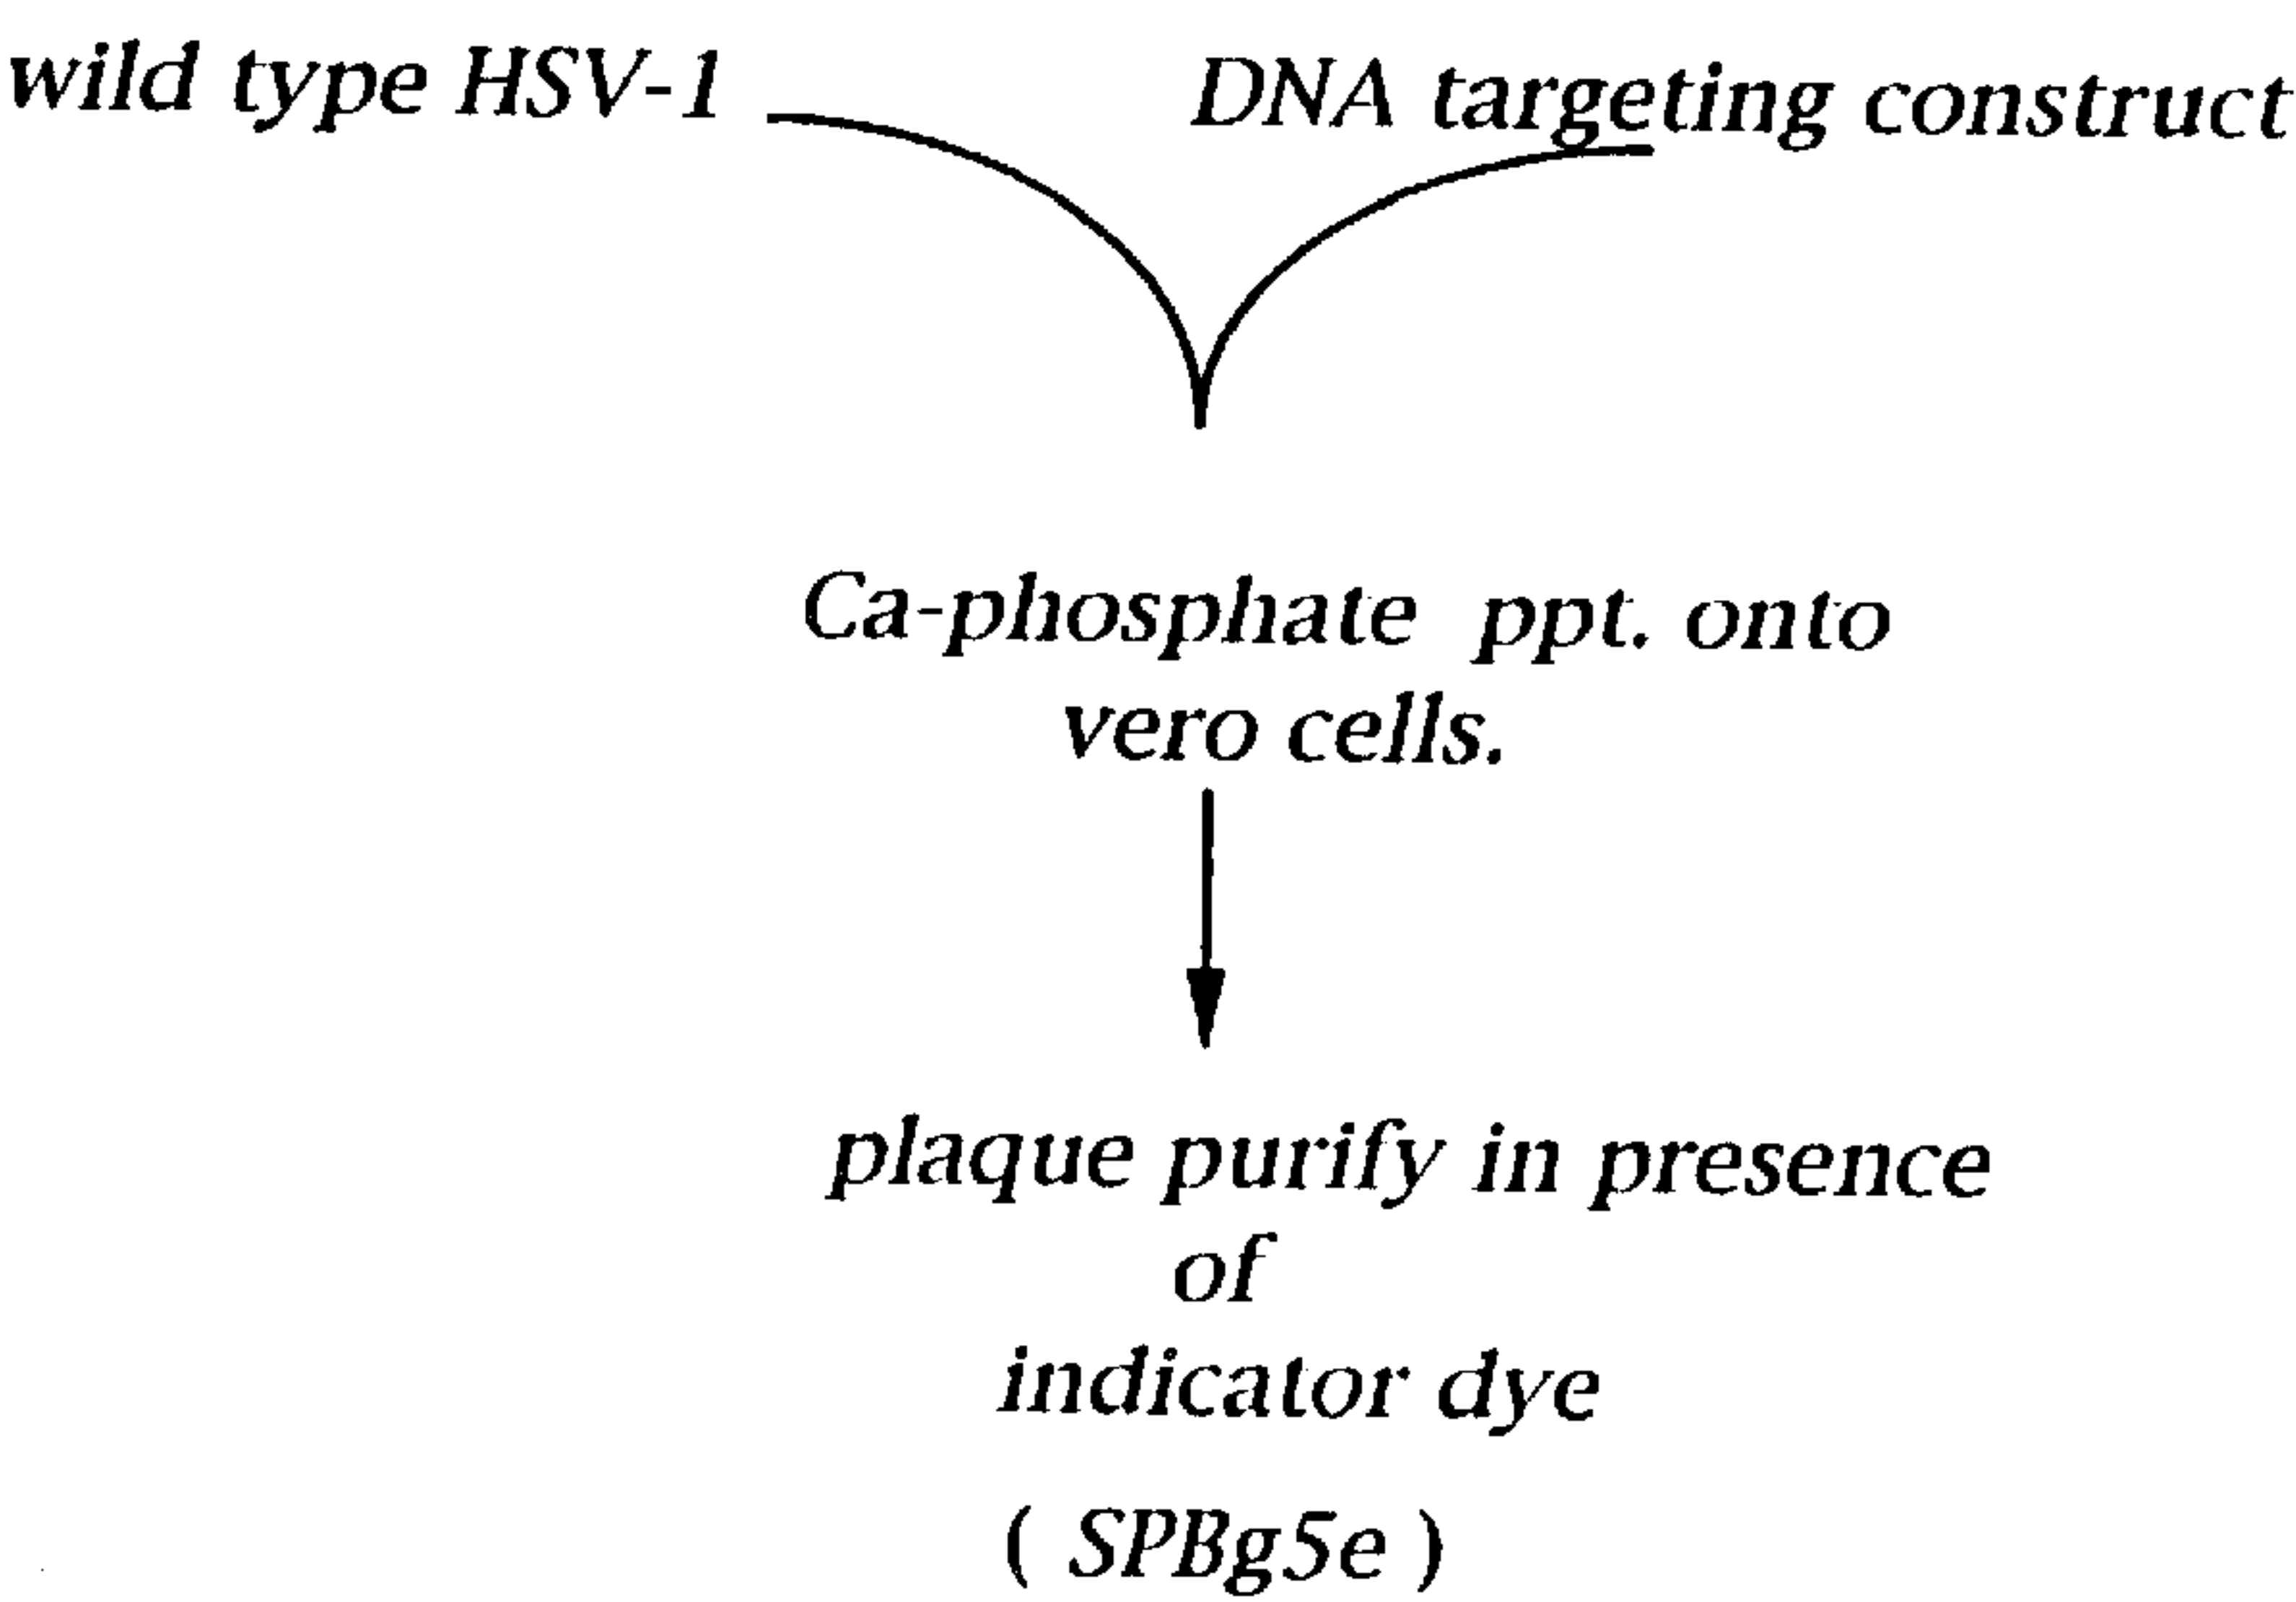 wild type HSV-1
DNA targeting construct
Ca-phosphate ppt. onto
vero cells.
plaque purify in presence
of
indicator dye
( SPBg5e )